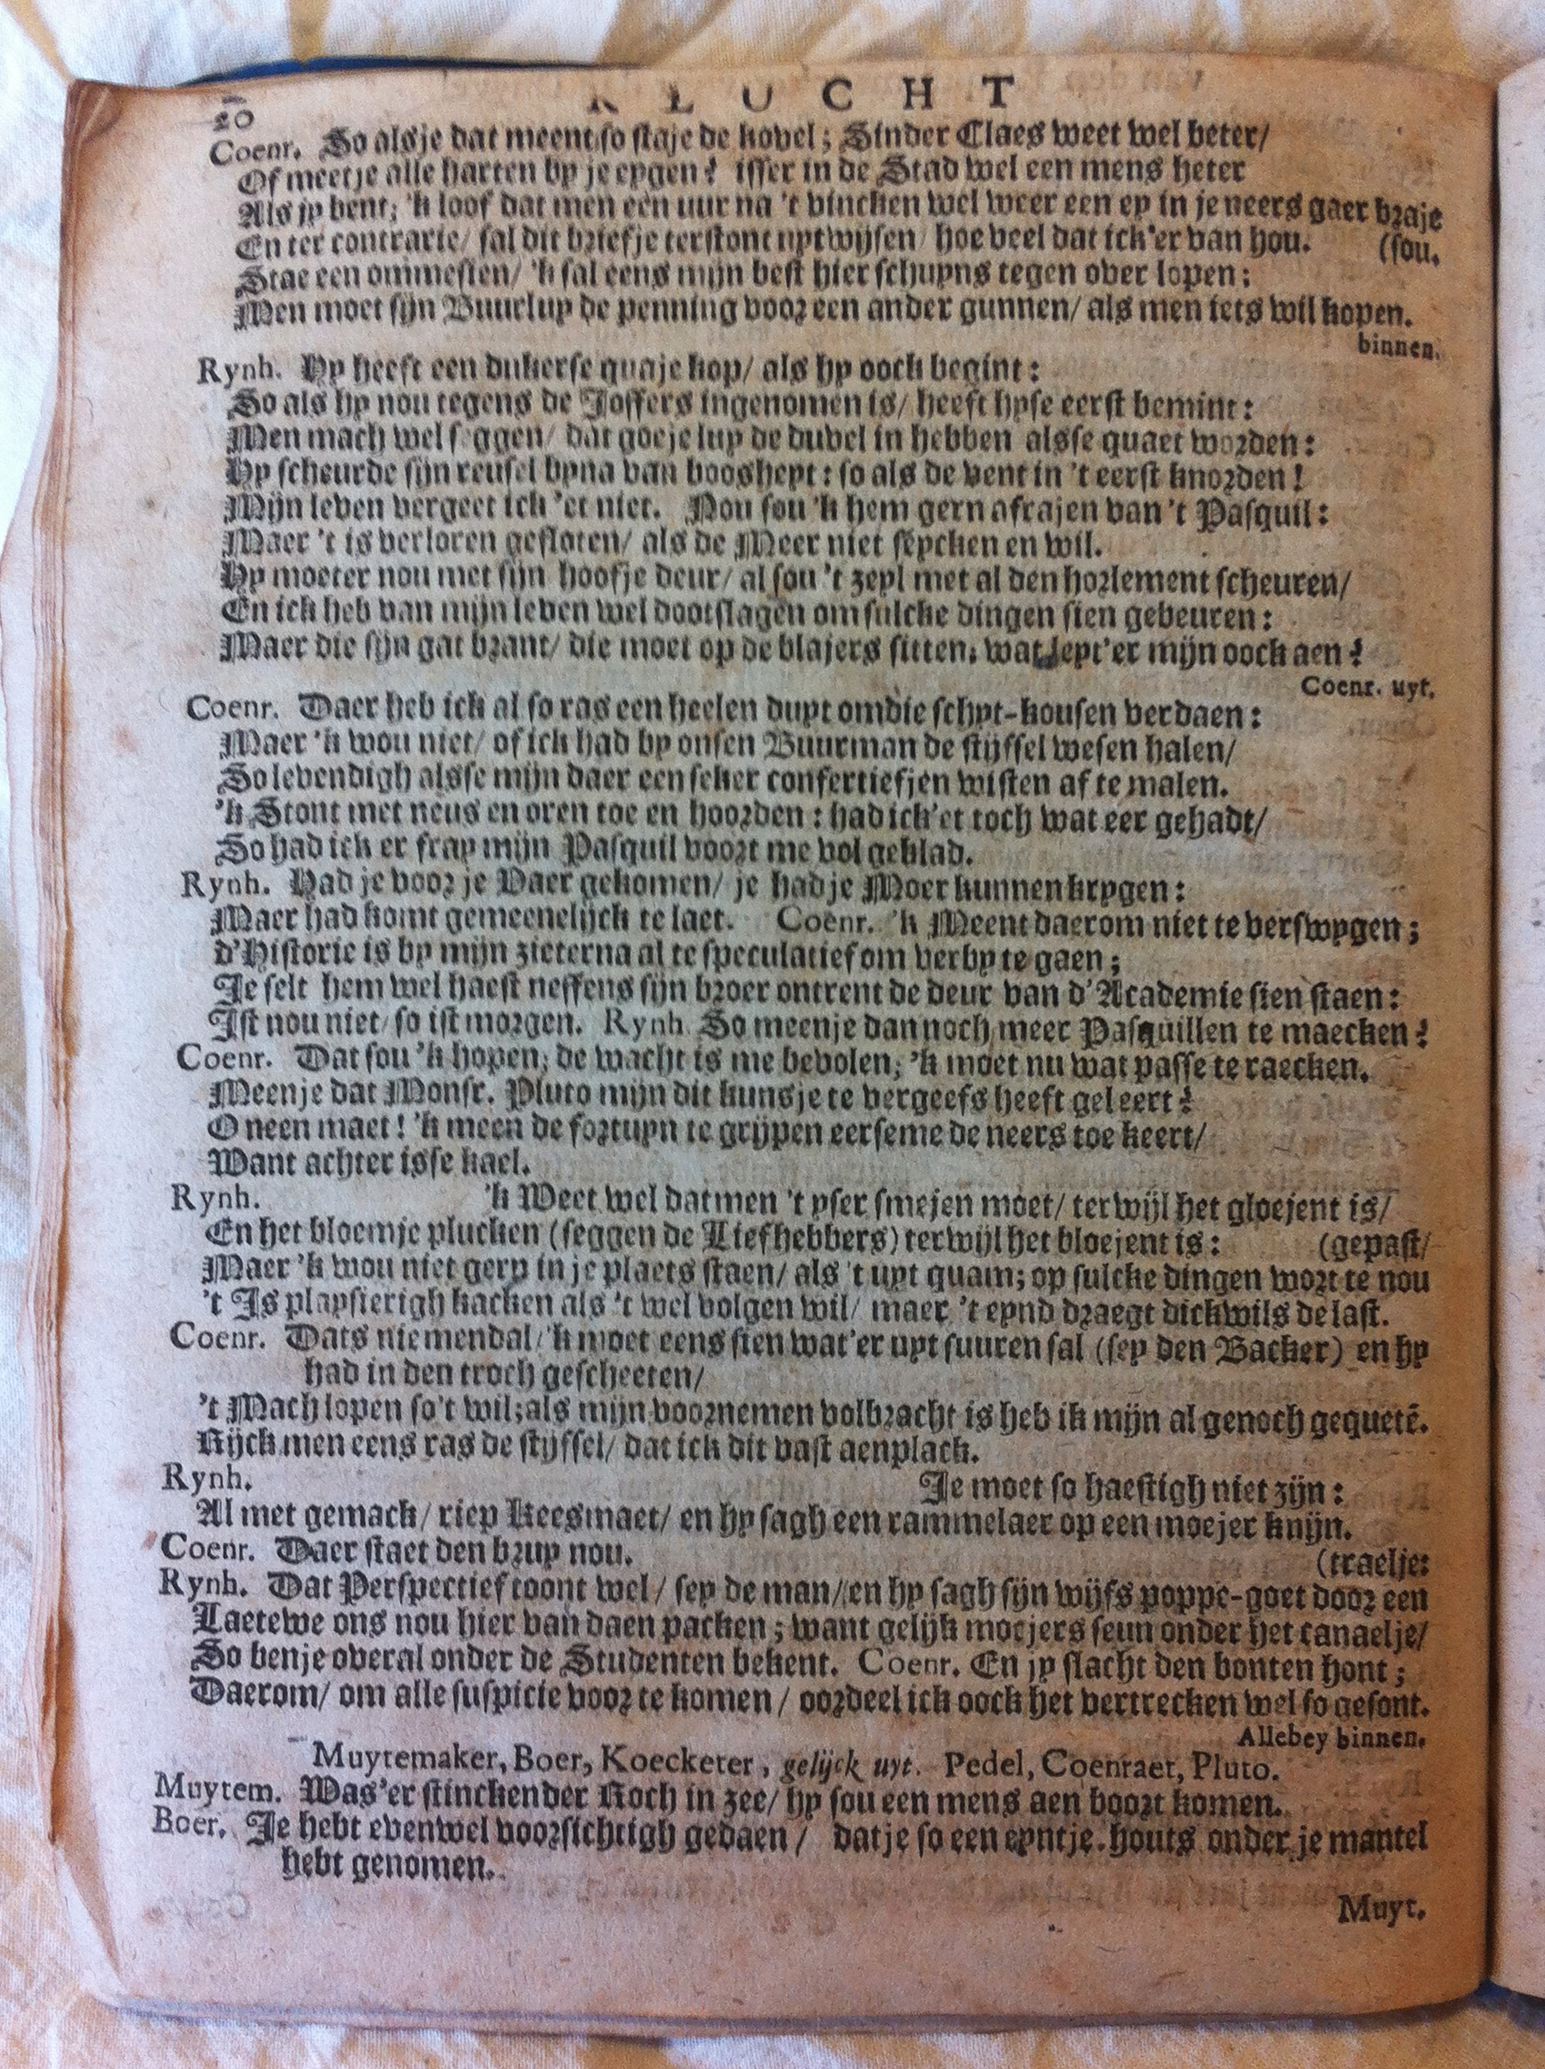 20 KLUCHT
Coenr. So alsje dat meent, so staje de kovel; Sinder Claes weet wel beter/
Of meetje alle harten by je eygen? isser in de Stad wel een mens heter
Als jy bent; 'k loof dat men een uur na 't vincken wel weer een ey in je neers gaer braje
En ter contrarie/ sal dit briefje terstont uytwijsen/ hoe veel dat ick'er van hou. (sou.
Stae een ommesien/ 'k sal eens mijn best hier schuyns tegen over lopen:
Men moet sijn Buurluy de penning voor een ander gunnen/ als men iets wil kopen.
binnen.
Rynh. Hy heeft een dukerse quaje kop/ als hy oock begint:
So als hy nou tegens de Joffers ingenomen is/ heeft hyse eerst bemint:
Men mach wel seggen/ dat goeje luy de duvel in hebben alsse quaet worden:
Hy scheurde sijn reusel byna van boosheyt: so als de vent in 't eerst knorden!
Mijn leven vergeet ick 'et niet. Nou sou 'k hem gern afrajen van 't Pasquil:
Maer 't is verloren gefloten/ als de Meer niet seycken en wil.
Hy moeter nou met sijn hoofje deur/ al sou 't zeyl met al den horlement scheuren/
En ick heb van mijn leven wel dootslagen om sulcke dingen sien gebeuren:
Maer die sijn gat brant/ die moet op de blajers sitten. wat leyt'er mijn oock aen?
Coenr. uyt.
Coenr. Daer heb ick al so ras een heelen duyt om die schyt-kousen verdaen:
Maer 'k wou niet/ of ick had by onsen Buurman de stijffel wesen halen/
So levendigh alsse mijn daer een seker confertiefjen wisten af te malen.
'k Stont met neus en oren toe en hoorden: had ick'et toch wat eer gehadt/
So had ick er fray mijn Pasquil voort me vol geklad.
Rynh. Had je voor je Vaer gekomen/ je had je Moer kunnen krygen:
Maer had komt gemeenelijck te laet. Coenr. 'k Meent daerom niet te verswygen;
d'Historie is by mijn zieterna al te speculatief om verby te gaen;
Je selt hem wel haest neffens sijn broer ontrent de deur van d'Academie sien staen:
Ist nou niet/ so ist morgen. Rynh. So meenje dan noch meer Pasquillen te maecken?
Coenr. Dat sou 'k hopen; de wacht is me bevolen; 'k moet nu wat passe te raecken.
Meenje dat Monsr. Pluto mijn dit kunsje te vergeefs heeft geleert?
O neen maet! 'k meen de fortuyn te grijpen eerseme de neers toe keert/
Want achter isse kael.
Rynh. 'k Weet wel datmen 't yser smejen moet/ terwijl het gloejent is/
En het bloemje plucken (seggen de Liefhebbers) terwijl het bloejent is: (gepast/
Maer 'k wou niet gern in je plaets staen/ als 't uyt quam; op sulcke dingen wort te nou
't Is playsierigh kacken als 't wel volgen wil/ maer 't eynd draegt dickwils de last.
Coenr. Dats niemendal/ 'k moet eens sien wat'er uyt suuren sal (sey den Backer) en hy
had in den troch gescheeten/
't Mach lopen so't wil; als mijn voornemen volbracht is heb ik mijn al genoch gequetē.
Rijck men eens ras de stijffel/ dat ick dit vast aenplack.
Rynh. Je moet so haestigh niet zijn:
Al met gemack/ riep Keesmaet/ en hy sagh een rammelaer op een moejer knijn.
Coenr. Daer staet den bruy nou. (traelje:
Rynh. Dat Perspectief toont wel/ sey de man/ en hy sagh sijn wijfs poppe-goet door een
Laetewe ons nou hier van daen packen; want gelijk moejers seun onder het canaelje/
So benje overal onder de Studenten bekent. Coenr. En jy slacht den bonten hont;
Daerom/ om alle suspicie voor te komen/ oordeel ick oock het vertrecken wel so gesont.
Allebey binnen.
Muytemaker, Boer, Koecketer, gelijck uyt. Pedel, Coenraet, Pluto.
Muytem. Was'er stinckender Roch in zee/ hy sou een mens aen boort komen.
Boer. Je hebt evenwel voorsichtigh gedaen/ datje so een eyntje houts onder je mantel
hebt genomen.
Muyt.